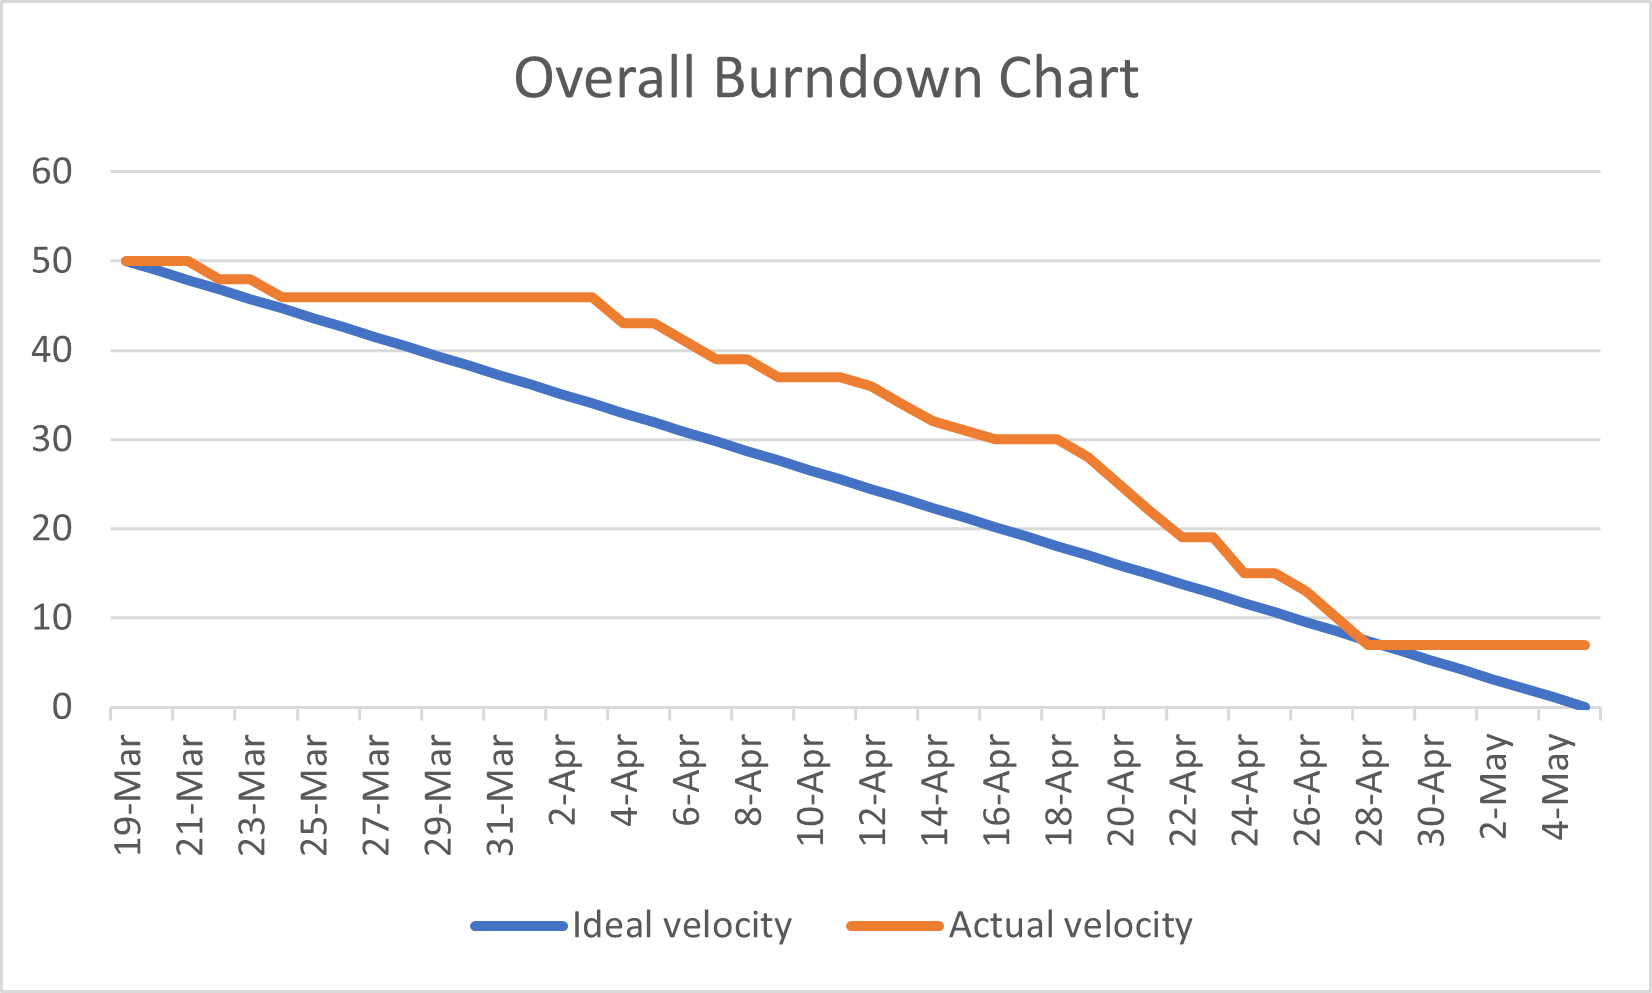 Overall Burndown Chart
60
50
40
30
20
10
0
19-Mar
21-Mar
23-Mar
25-Mar
27-Mar
29-Mar
31-Mar
2-Apr
4-Apr
6-Apr
8-Apr
10-Apr
12-Apr
14-Apr
16-Apr
18-Apr
20-Apr
22-Apr
24-Apr
26-Apr
28-Apr
30-Apr
2-May
4-May
Ideal velocity
Actual velocity